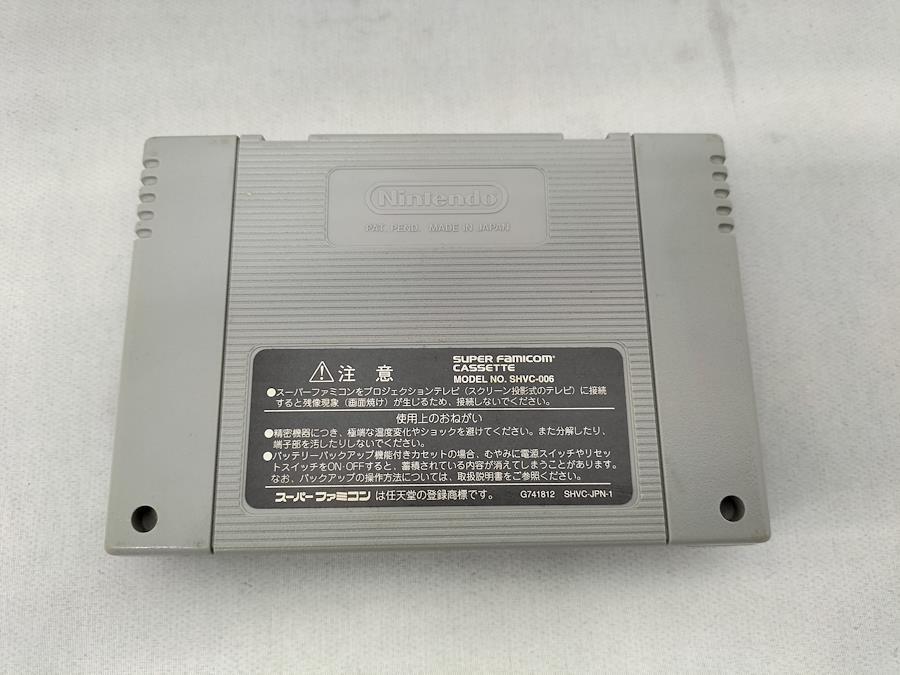 Nintendo
PAT. PEND. MADE IN JAPAN
⚠注意
SUPER FAMICOM®
CASSETTE
MODEL NO. SHVC-006
●スーパーファミコンをプロジェクションテレビ(スクリーン投影式のテレビ)に接続
すると残像現象(画面焼け)が生じるため、接続しないでください。
使用上のおねがい
●精密機器につき、極端な温度変化やショックを避けてください。また分解したり、
端子部を汚したりしないでください。
●バッテリーバックアップ機能付きカセットの場合、むやみに電源スイッチやリセッ
トスイッチをON・OFFすると、蓄積されている内容が消えてしまうことがあります。
なお、バックアップの操作方法については、取扱説明書をご参照ください。
スーパーファミコンは任天堂の登録商標です。 G741812 SHVC-JPN-1